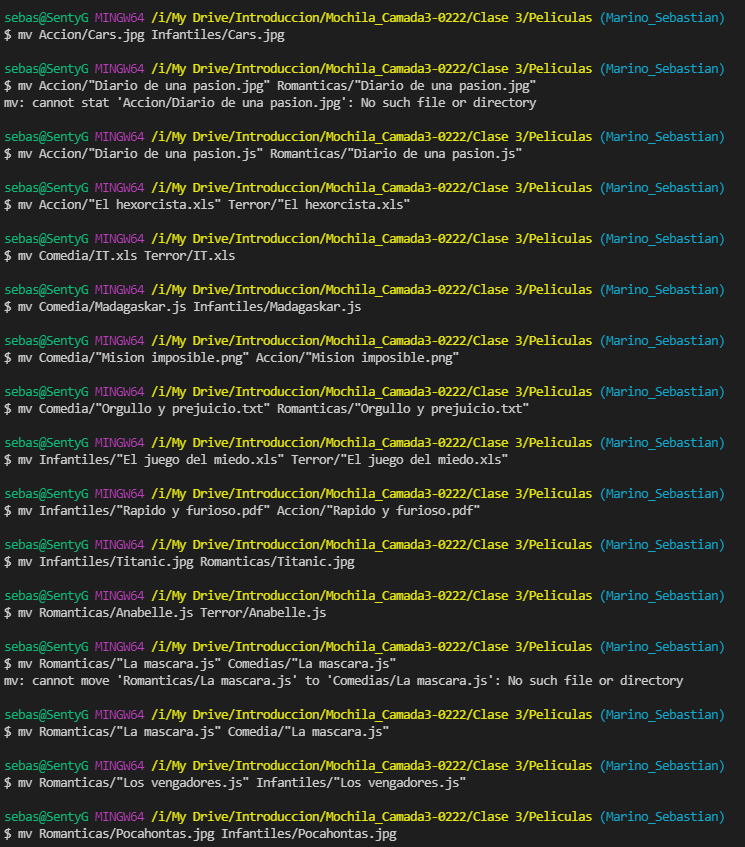 sebas@SentyG MINGW64 /i/My Drive/Introduccion/Mochila_Camada3-0222/Clase 3/Peliculas (Marino_Sebastian)
$ mv Accion/Cars.jpg Infantiles/Cars.jpg
sebas@SentyG MINGW64 /i/My Drive/Introduccion/Mochila_Camada3-0222/Clase 3/Peliculas (Marino_Sebastian)
$ mv Accion/"Diario de una pasion.jpg" Romanticas/"Diario de una pasion.jpg"
mv: cannot stat 'Accion/Diario de una pasion.jpg': No such file or directory
sebas@SentyG MINGW64 /i/My Drive/Introduccion/Mochila_Camada3-0222/Clase 3/Peliculas (Marino_Sebastian)
$ mv Accion/"Diario de una pasion.js" Romanticas/"Diario de una pasion.js"
sebas@SentyG MINGW64 /i/My Drive/Introduccion/Mochila_Camada3-0222/Clase 3/Peliculas (Marino_Sebastian)
$ mv Accion/"El hexorcista.xls" Terror/"El hexorcista.xls"
sebas@SentyG MINGW64 /i/My Drive/Introduccion/Mochila_Camada3-0222/Clase 3/Peliculas (Marino_Sebastian)
$ mv Comedia/IT.xls Terror/IT.xls
sebas@SentyG MINGW64 /i/My Drive/Introduccion/Mochila_Camada3-0222/Clase 3/Peliculas (Marino_Sebastian)
$ mv Comedia/Madagaskar.js Infantiles/Madagaskar.js
sebas@SentyG MINGW64 /i/My Drive/Introduccion/Mochila_Camada3-0222/Clase 3/Peliculas (Marino_Sebastian)
$ mv Comedia/"Mision imposible.png" Accion/"Mision imposible.png"
sebas@SentyG MINGW64 /i/My Drive/Introduccion/Mochila_Camada3-0222/Clase 3/Peliculas (Marino_Sebastian)
$ mv Comedia/"Orgullo y prejuicio.txt" Romanticas/"Orgullo y prejuicio.txt"
sebas@SentyG MINGW64 /i/My Drive/Introduccion/Mochila_Camada3-0222/Clase 3/Peliculas (Marino_Sebastian)
$ mv Infantiles/"El juego del miedo.xls" Terror/"El juego del miedo.xls"
sebas@SentyG MINGW64 /i/My Drive/Introduccion/Mochila_Camada3-0222/Clase 3/Peliculas (Marino_Sebastian)
$ mv Infantiles/"Rapido y furioso.pdf" Accion/"Rapido y furioso.pdf"
sebas@SentyG MINGW64 /i/My Drive/Introduccion/Mochila_Camada3-0222/Clase 3/Peliculas (Marino_Sebastian)
$ mv Infantiles/Titanic.jpg Romanticas/Titanic.jpg
sebas@SentyG MINGW64 /i/My Drive/Introduccion/Mochila_Camada3-0222/Clase 3/Peliculas (Marino_Sebastian)
$ mv Romanticas/Anabelle.js Terror/Anabelle.js
sebas@SentyG MINGW64 /i/My Drive/Introduccion/Mochila_Camada3-0222/Clase 3/Peliculas (Marino_Sebastian)
$ mv Romanticas/"La mascara.js" Comedias/"La mascara.js"
mv: cannot move 'Romanticas/La mascara.js' to 'Comedias/La mascara.js': No such file or directory
sebas@SentyG MINGW64 /i/My Drive/Introduccion/Mochila_Camada3-0222/Clase 3/Peliculas (Marino_Sebastian)
$ mv Romanticas/"La mascara.js" Comedia/"La mascara.js"
sebas@SentyG MINGW64 /i/My Drive/Introduccion/Mochila_Camada3-0222/Clase 3/Peliculas (Marino_Sebastian)
$ mv Romanticas/"Los vengadores.js" Infantiles/"Los vengadores.js"
sebas@SentyG MINGW64 /i/My Drive/Introduccion/Mochila_Camada3-0222/Clase 3/Peliculas (Marino_Sebastian)
$ mv Romanticas/Pocahontas.jpg Infantiles/Pocahontas.jpg